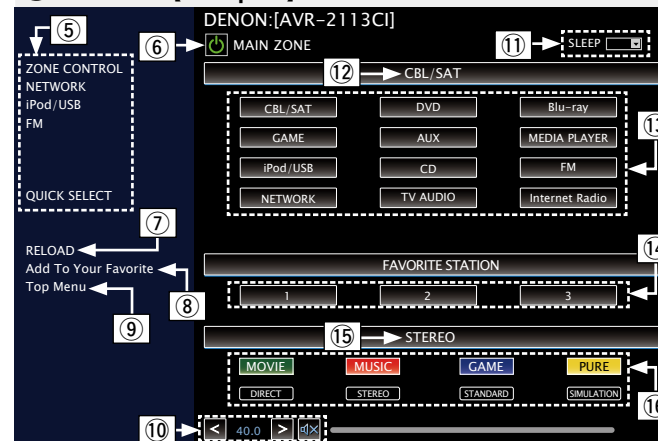 DENON:[AVR-2113CI]
⑤
⑥ MAIN ZONE ⑪ SLEEP
ZONE CONTROL
NETWORK
iPod/USB
FM
QUICK SELECT
⑫ CBL/SAT
CBL/SAT DVD Blu-ray
GAME AUX MEDIA PLAYER
iPod/USB CD FM
NETWORK TV AUDIO Internet Radio
⑦
RELOAD
Add To Your Favorite
Top Menu
⑧
⑨
FAVORITE STATION
1 2 3
⑮ STEREO
MOVIE MUSIC GAME PURE
DIRECT STEREO STANDARD SIMULATION
⑩ < 40.0 >